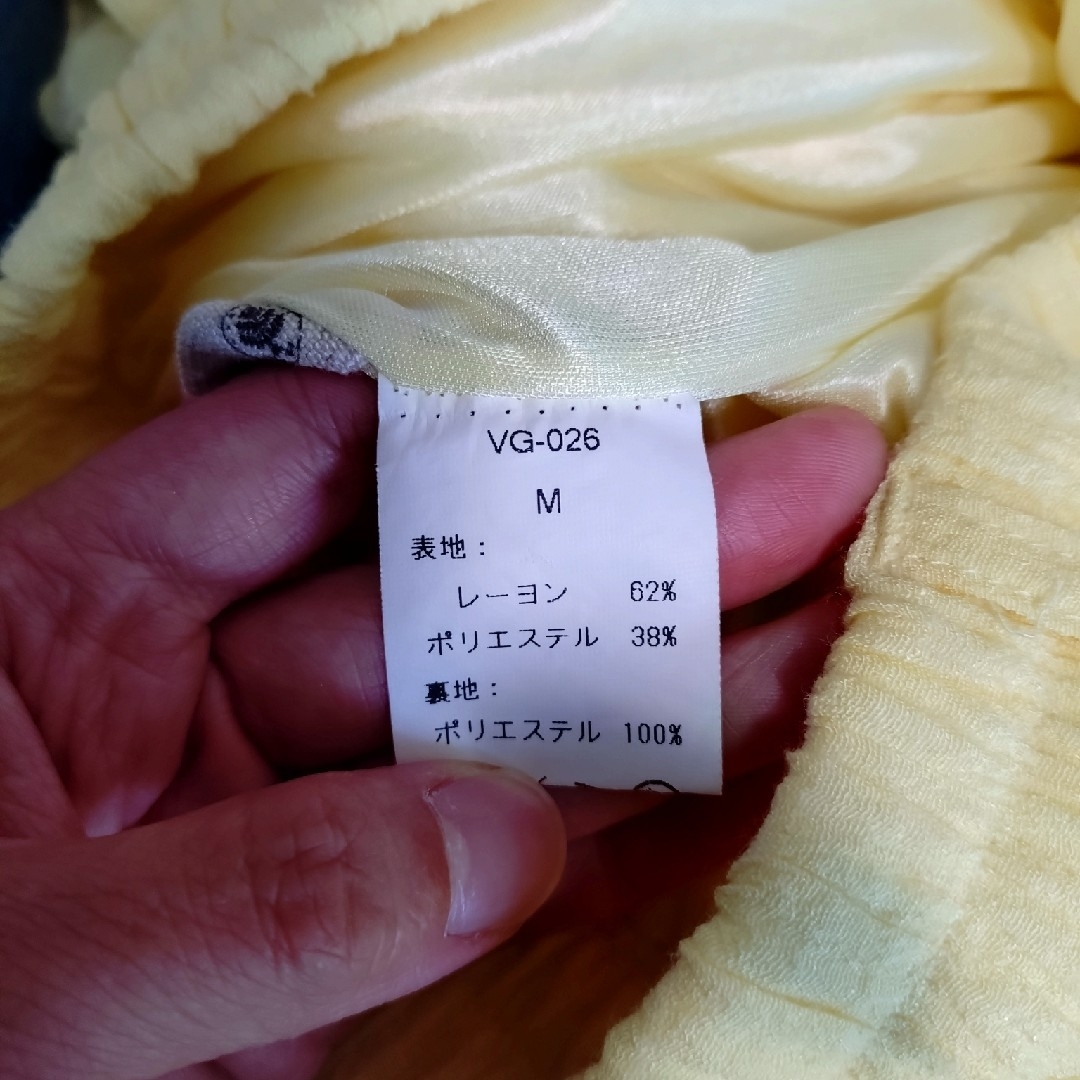 VG-026
M
表地：
レーヨン 62%
ポリエステル 38%
裏地：
ポリエステル 100%